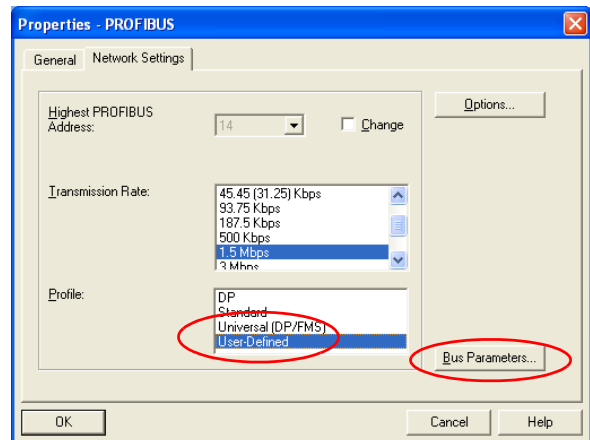 Properties - PROFIBUS
General Network Settings
Highest PROFIBUS
Address:
14
Change
Options...
Transmission Rate:
45.45 (31.25) Kbps
93.75 Kbps
187.5 Kbps
500 Kbps
1.5 Mbps
3 Mbps
Profile:
DP
Standard
Universal (DP/FMS)
User-Defined
Bus Parameters...
OK
Cancel
Help